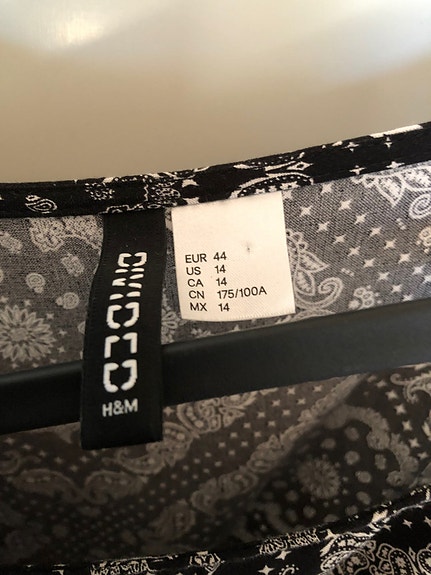 DIVIDED
H&M
EUR 44
US 14
CA 14
CN 175/100A
MX 14